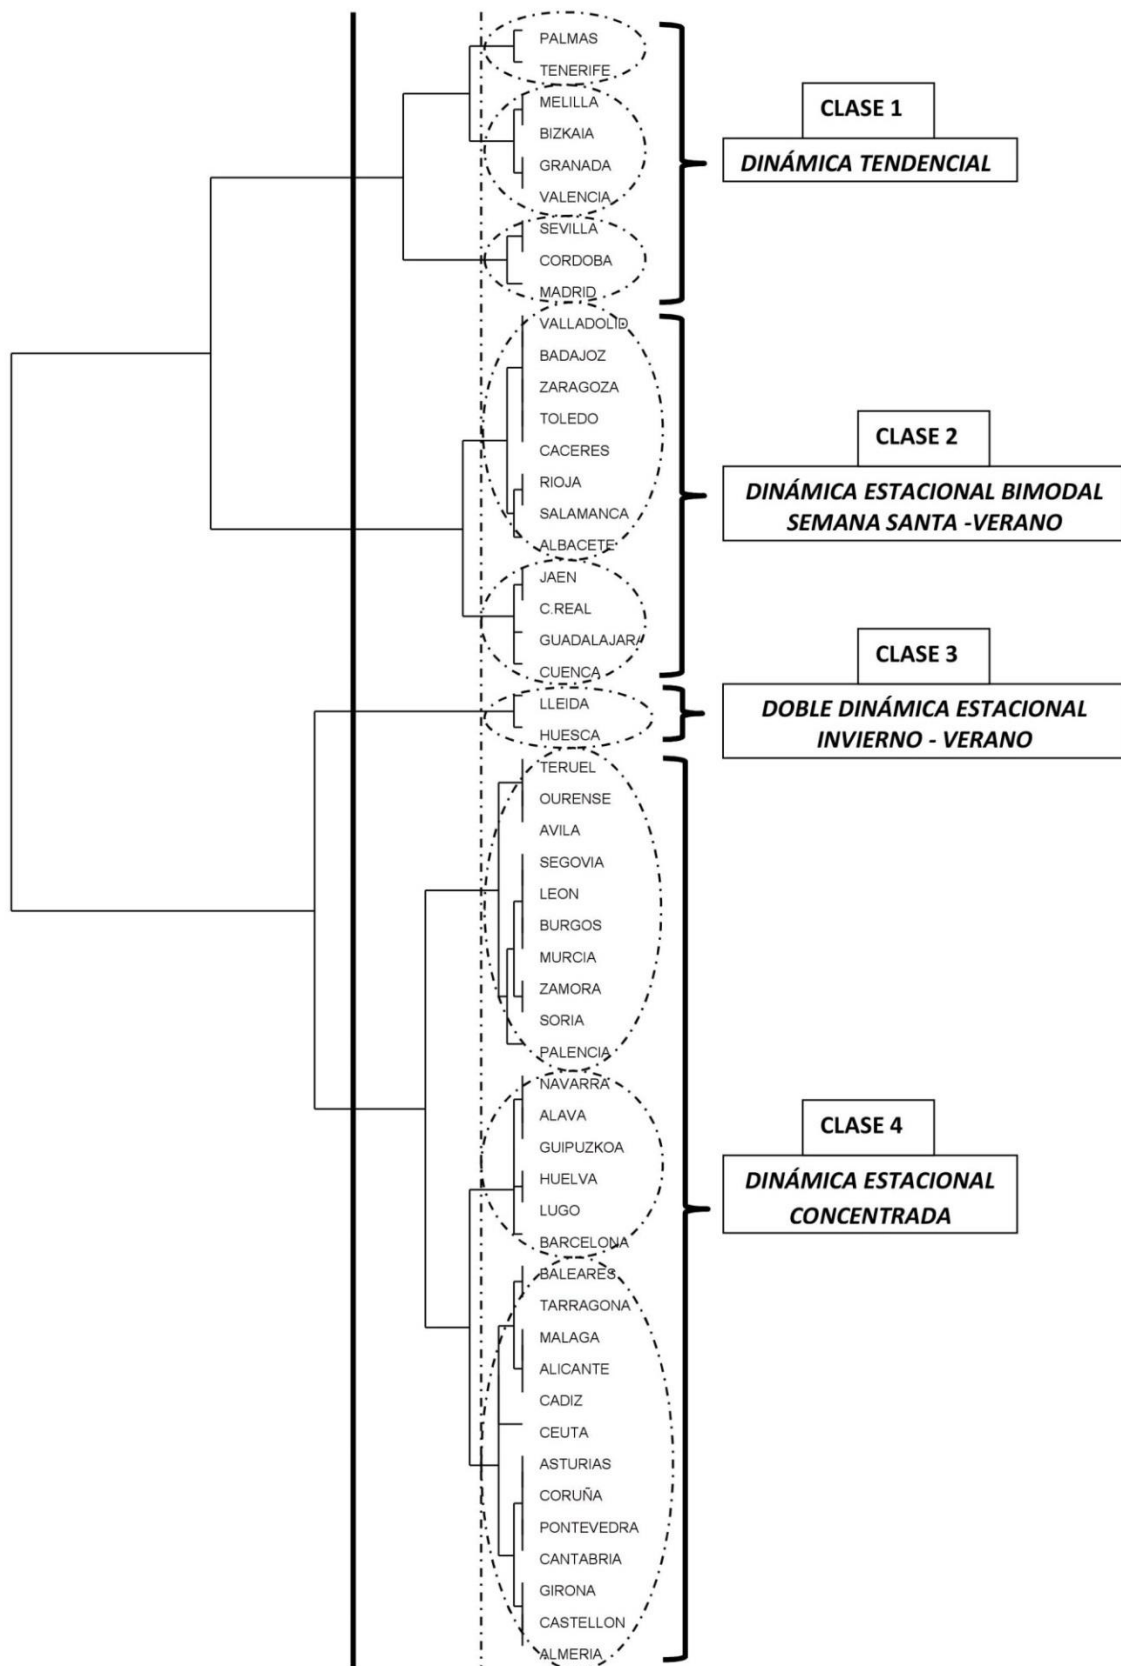 PALMAS
TENERIFE
MELILLA
BIZKAIA
GRANADA
VALENCIA
SEVILLA
CORDOBA
MADRID
CLASE 1
DINÁMICA TENDENCIAL
VALLADOLID
BADAJOZ
ZARAGOZA
TOLEDO
CACERES
RIOJA
SALAMANCA
ALBACETE
JAEN
C.REAL
GUADALAJARA
CUENCA
CLASE 2
DINÁMICA ESTACIONAL BIMODAL
SEMANA SANTA -VERANO
LLEIDA
HUESCA
CLASE 3
DOBLE DINÁMICA ESTACIONAL
INVIERNO - VERANO
TERUEL
OURENSE
AVILA
SEGOVIA
LEON
BURGOS
MURCIA
ZAMORA
SORIA
PALENCIA
NAVARRA
ALAVA
GUIPUZKOA
HUELVA
LUGO
BARCELONA
BALEARES
TARRAGONA
MALAGA
ALICANTE
CADIZ
CEUTA
ASTURIAS
CORUÑA
PONTEVEDRA
CANTABRIA
GIRONA
CASTELLON
ALMERIA
CLASE 4
DINÁMICA ESTACIONAL
CONCENTRADA